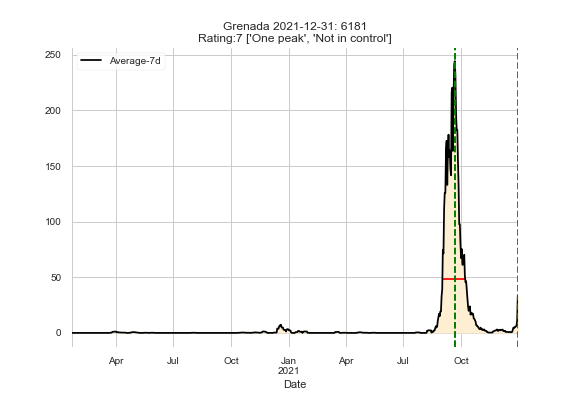 Grenada 2021-12-31: 6181
Rating:7 ['One peak', 'Not in control']
Average-7d
250
200
150
100
50
0
Apr Jul Oct Jan Apr Jul Oct
2021
Date